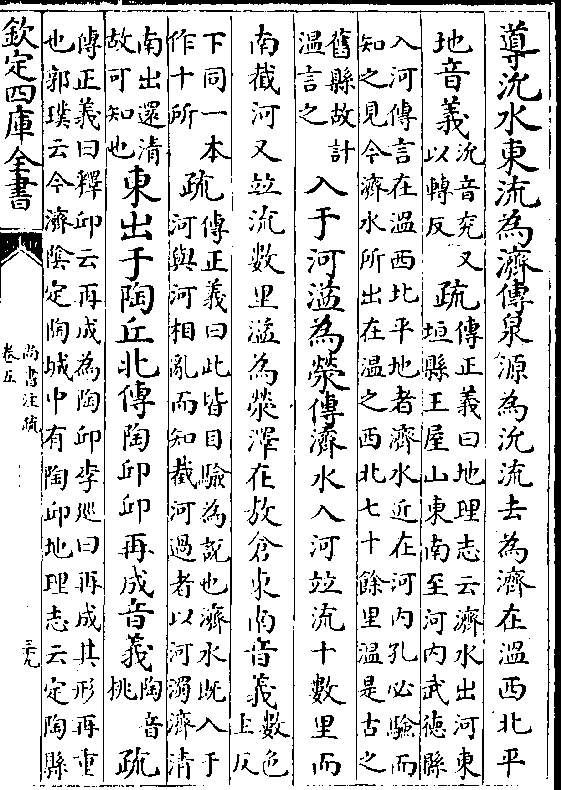 導沇水東流為濟傳泉源為沇流去為濟在溫西北平
地音義沇音兖又
以轉反疏傳正義曰地理志云濟水出河東
垣縣王屋山東南至河内武德縣
入河傳言在溫西北平地者濟水近在河内孔必驗而
知之見今濟水所出在溫之西北七十餘里溫是古之
舊縣故計
溫言之入于河溢為滎傳濟水入河竝流十數里而
南截河又竝流數里溢為滎澤在敖倉東南音義數色
上反
下同一本
作十所疏傳正義曰此皆目驗為說也濟水既入于
河與河相亂而知截河過者以河濁濟清
南出還清
故可知也東出于陶丘北傳陶邱邱再成音義陶音
桃疏
傳正義曰釋邱云再成為陶邱李廵曰再成其形再重
也郭璞云今濟隂定陶城中有陶邱地理志云定陶縣
欽定四庫全書
尚書注疏
卷五
三九